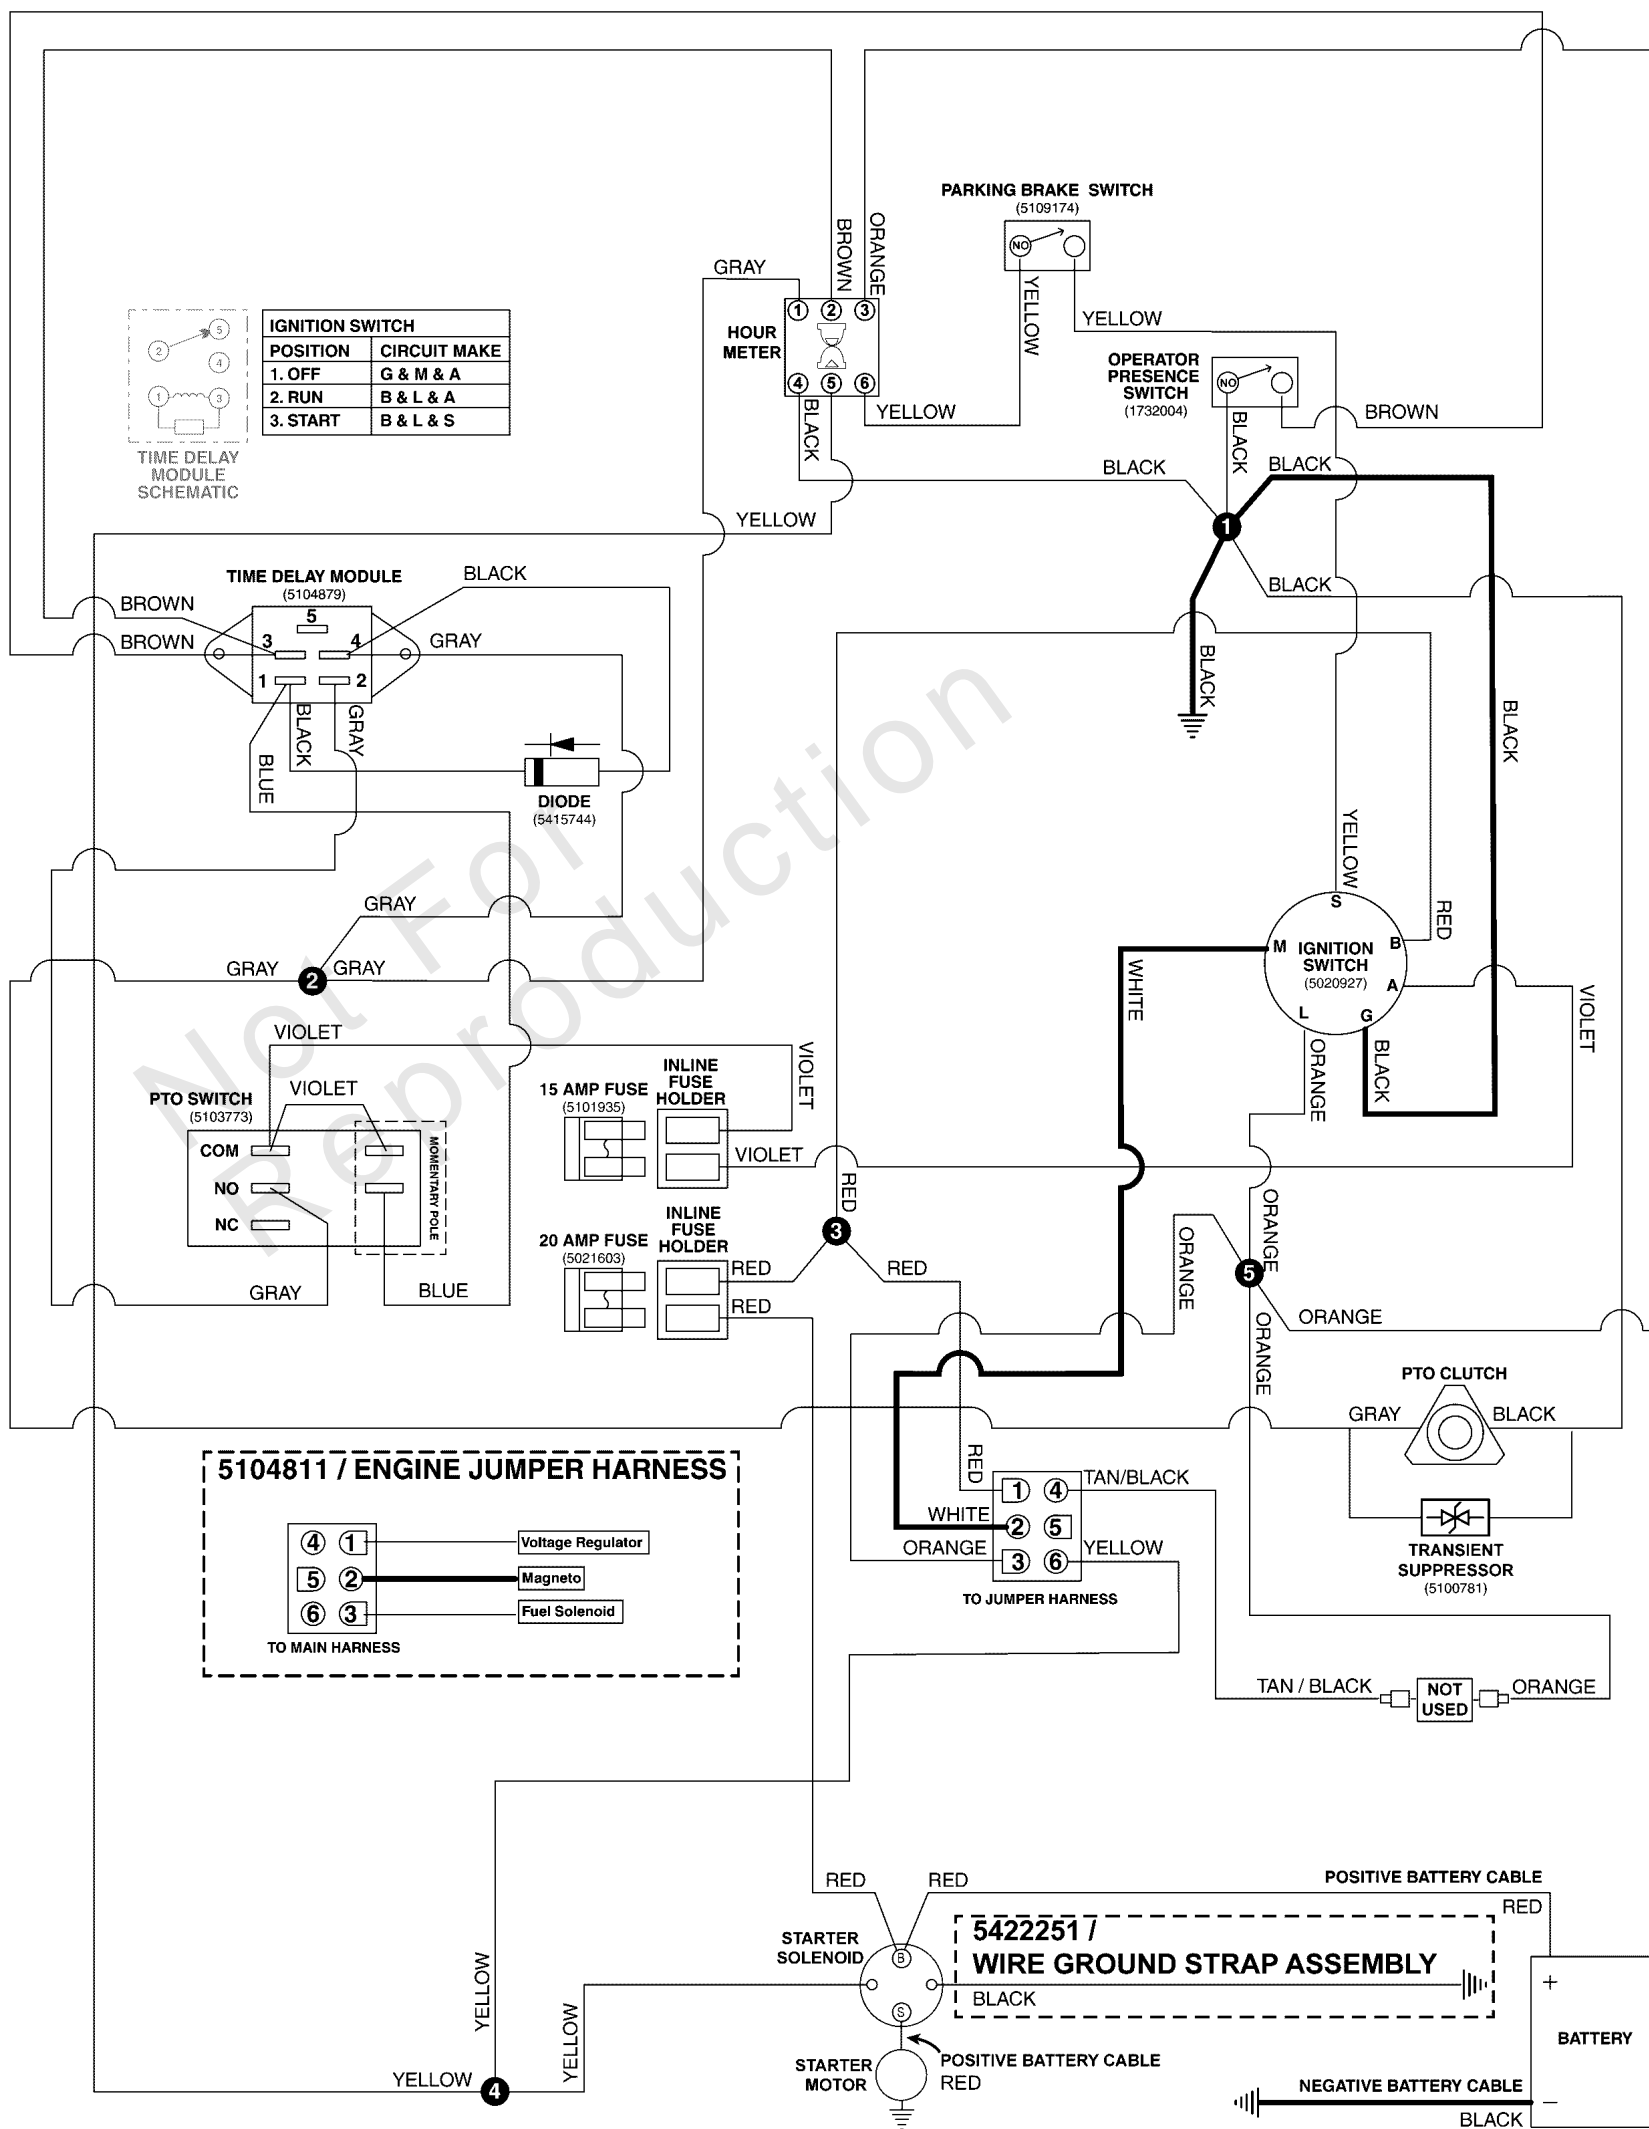 PARKING BRAKE SWITCH
(5109174)
NO
YELLOW
YELLOW
BROWN
ORANGE
GRAY
1 2 3
HOUR
METER
4 5 6
BLACK
YELLOW
OPERATOR
PRESENCE
SWITCH
(1732004)
NO
BLACK
BROWN
BLACK
BLACK
1
BLACK
BLACK
BLACK
YELLOW
5
2
4
1
3
TIME DELAY
MODULE
SCHEMATIC
IGNITION SWITCH
POSITION CIRCUIT MAKE
1. OFF G & M & A
2. RUN B & L & A
3. START B & L & S
TIME DELAY MODULE
(5104879)
BLACK
BROWN
BROWN
5
3 4
1 2
GRAY
BLUE
BLACK
GRAY
DIODE
(5415744)
Not For
Reproduction
GRAY
GRAY
2
GRAY
VIOLET
VIOLET
VIOLET
PTO SWITCH
(5103773)
COM
NO
NC
MOMENTARY POLE
GRAY
BLUE
15 AMP FUSE
(5101935)
INLINE
FUSE
HOLDER
VIOLET
20 AMP FUSE
(5021603)
INLINE
FUSE
HOLDER
RED
RED
RED
3
RED
YELLOW
S
M
B
IGNITION
SWITCH
(5020927)
A
L
G
RED
WHITE
ORANGE
BLACK
VIOLET
ORANGE
ORANGE
5
ORANGE
ORANGE
PTO CLUTCH
GRAY
BLACK
TRANSIENT
SUPPRESSOR
(5100781)
5104811 / ENGINE JUMPER HARNESS
4 1
Voltage Regulator
5 2
Magneto
6 3
Fuel Solenoid
TO MAIN HARNESS
RED
1 4
TAN/BLACK
WHITE
2 5
ORANGE
3 6
YELLOW
TO JUMPER HARNESS
TAN / BLACK
NOT
USED
ORANGE
RED
RED
POSITIVE BATTERY CABLE
RED
STARTER
SOLENOID
B
S
5422251 /
WIRE GROUND STRAP ASSEMBLY
BLACK
YELLOW
YELLOW
YELLOW
4
STARTER
MOTOR
POSITIVE BATTERY CABLE
RED
+
BATTERY
NEGATIVE BATTERY CABLE
−
BLACK